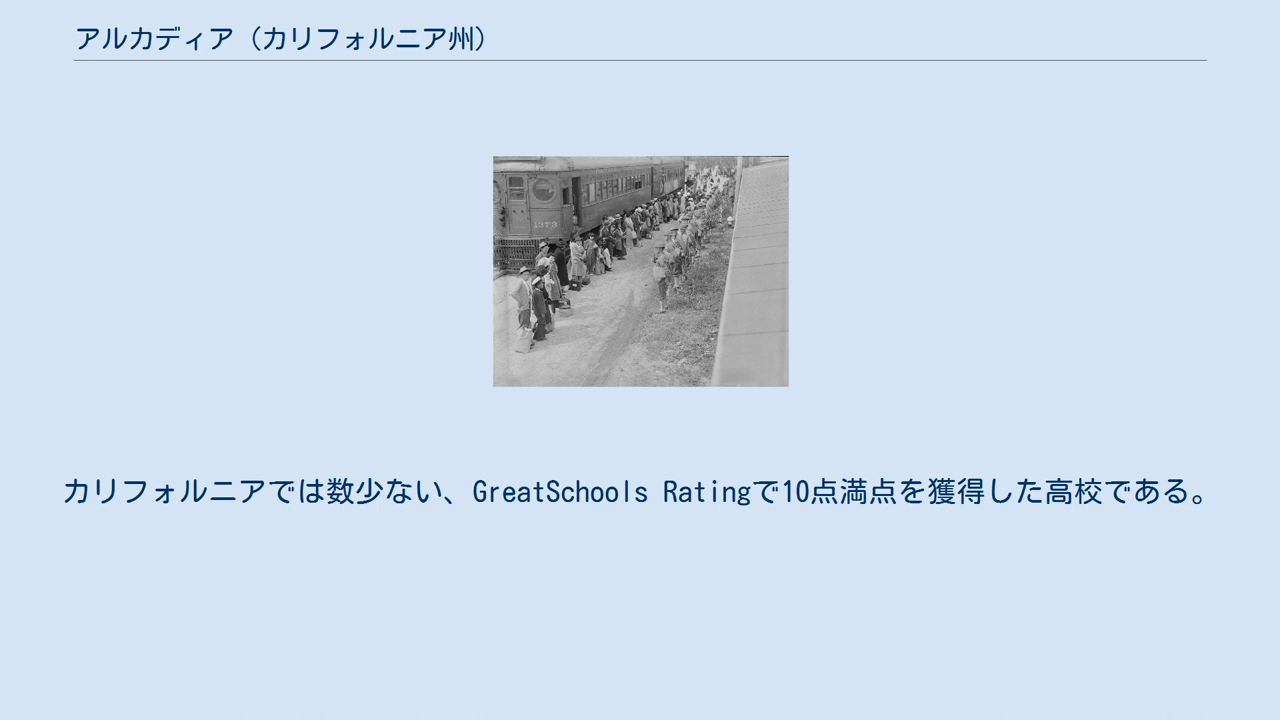 アルカディア（カリフォルニア州）
1373
カリフォルニアでは数少ない、GreatSchools Ratingで10点満点を獲得した高校である。